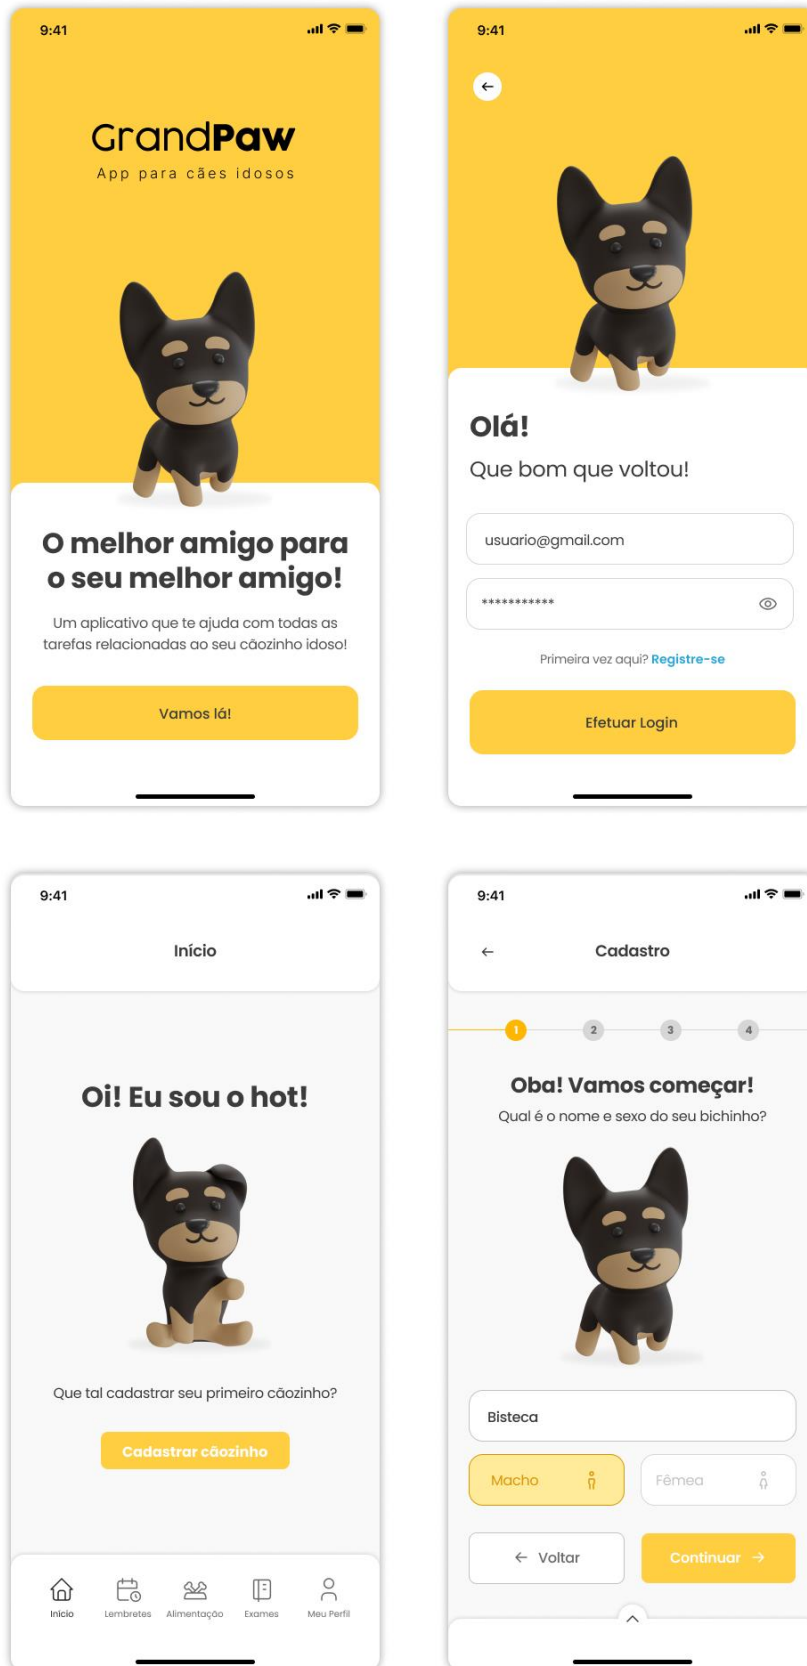 9:41
GrandPaw
App para cães idosos
O melhor amigo para
o seu melhor amigo!
Um aplicativo que te ajuda com todas as
tarefas relacionadas ao seu cãozinho idoso!
Vamos lá!
9:41
Olá!
Que bom que voltou!
usuario@gmail.com
***********
Primeira vez aqui? Registre-se
Efetuar Login
9:41
Início
Oi! Eu sou o hot!
Que tal cadastrar seu primeiro cãozinho?
Cadastrar cãozinho
Início Lembretes Alimentação Exames Meu Perfil
9:41
Cadastro
1 2 3 4
Oba! Vamos começar!
Qual é o nome e sexo do seu bichinho?
Bisteca
Macho Fêmea
← Voltar Continuar →